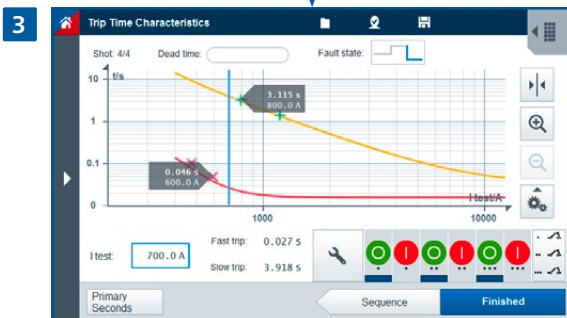 3
Trip Time Characteristics
Shot: 4/4
Dead time:
Fault state:
10
t/s
3.115 s
800.0 A
1
0.1
0.046 s
600.0 A
I test/A
0
1000
10000
I test:
700.0 A
Fast trip:
0.027 s
Slow trip:
3.918 s
Primary
Seconds
Sequence
Finished